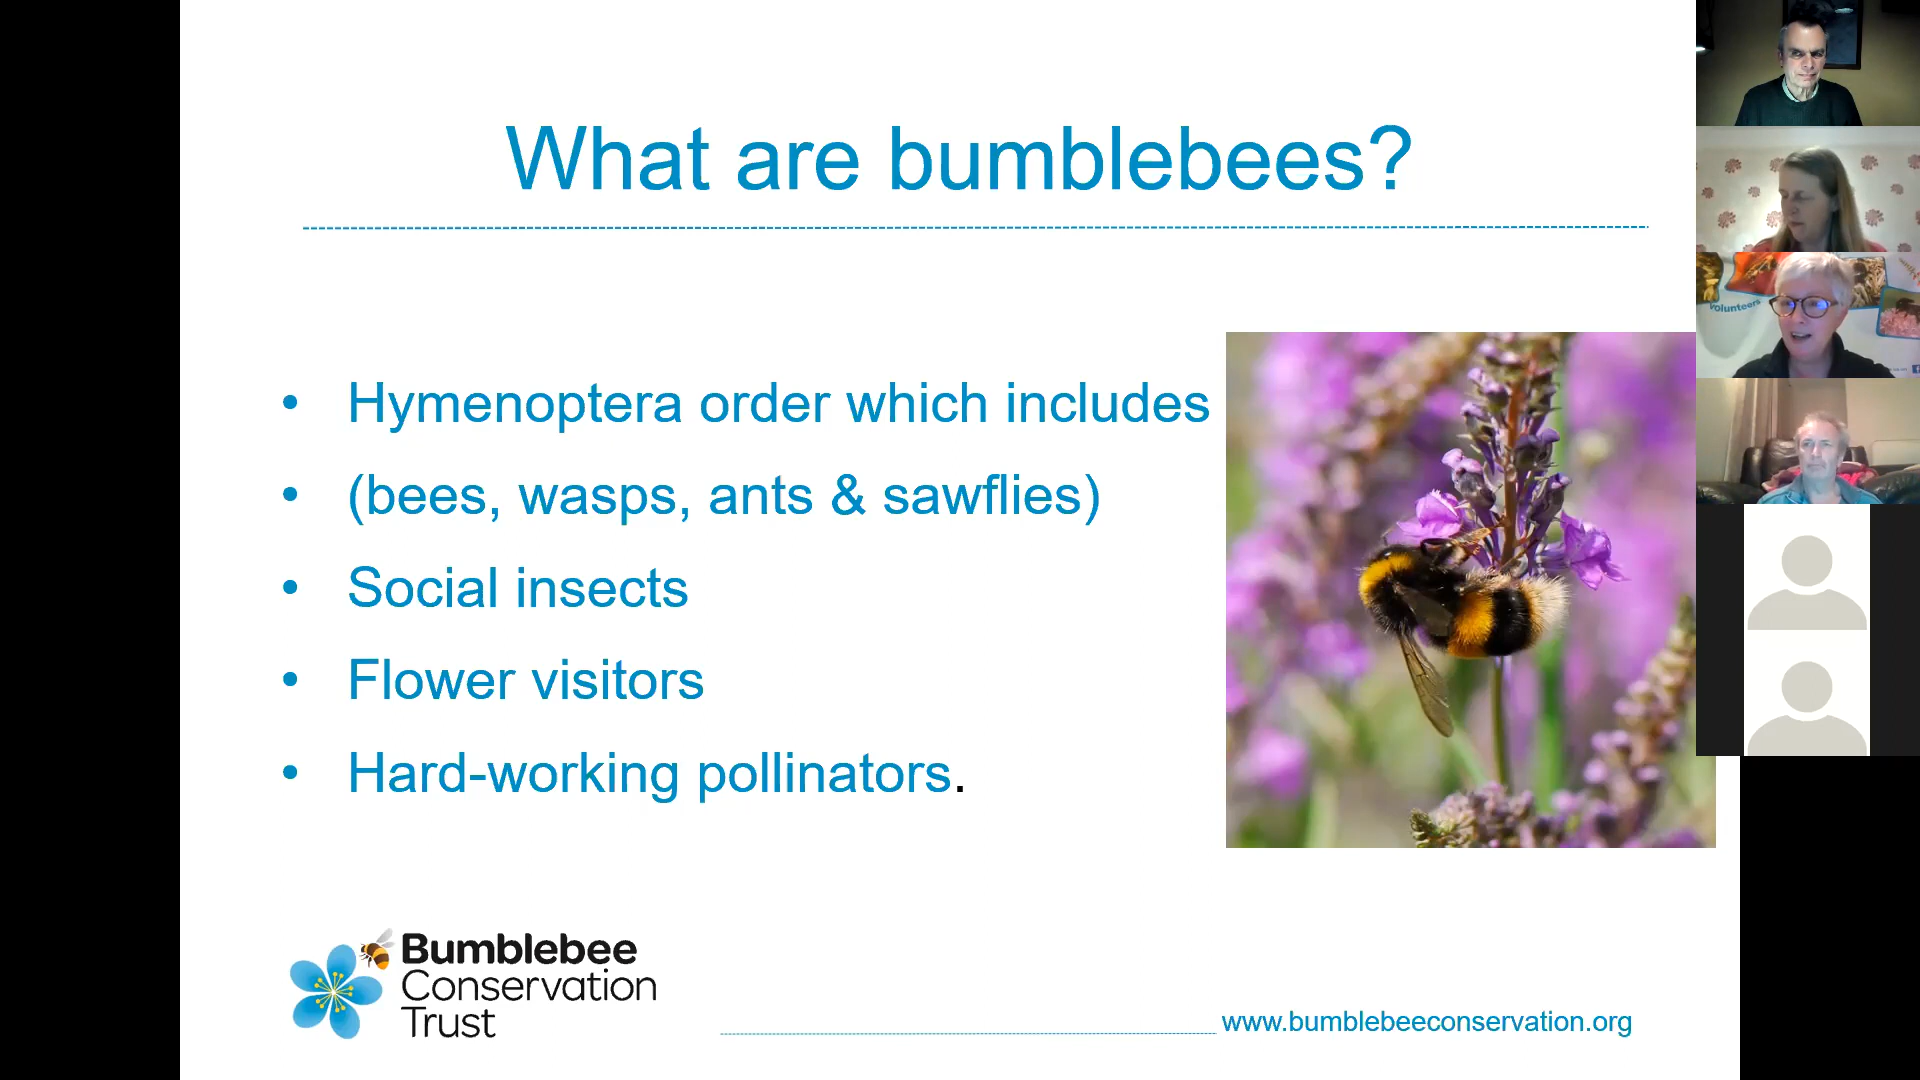 What are bumblebees?
• Hymenoptera order which includes
• (bees, wasps, ants & sawflies)
• Social insects
• Flower visitors
• Hard-working pollinators.
Bumblebee
Conservation
Trust
www.bumblebeeconservation.org
volunteers